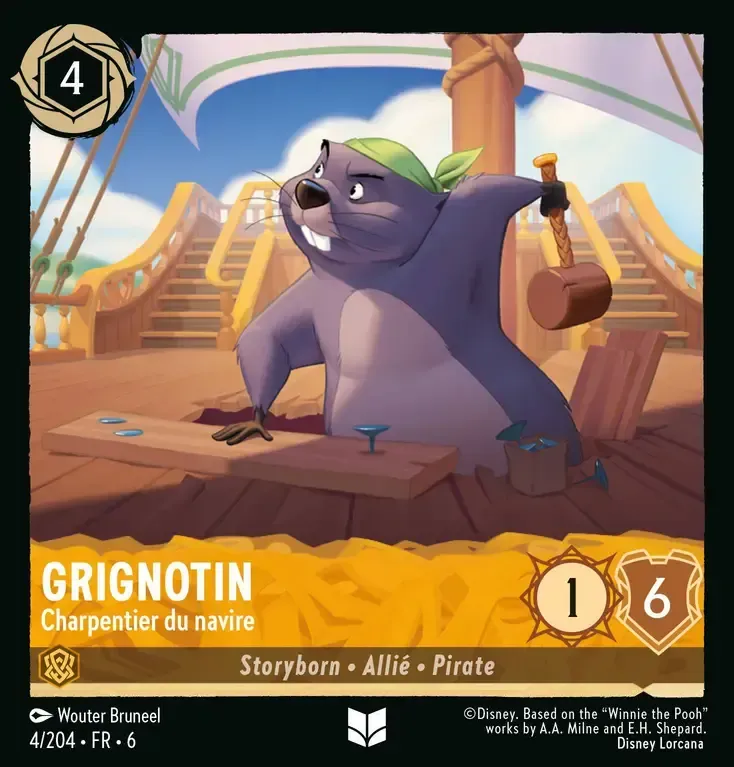 4
GRIGNOTIN
Charpentier du navire
1
6
Storyborn • Allié • Pirate
Wouter Bruneel
4/204 • FR • 6
©Disney. Based on the “Winnie the Pooh”
works by A.A. Milne and E.H. Shepard.
Disney Lorcana